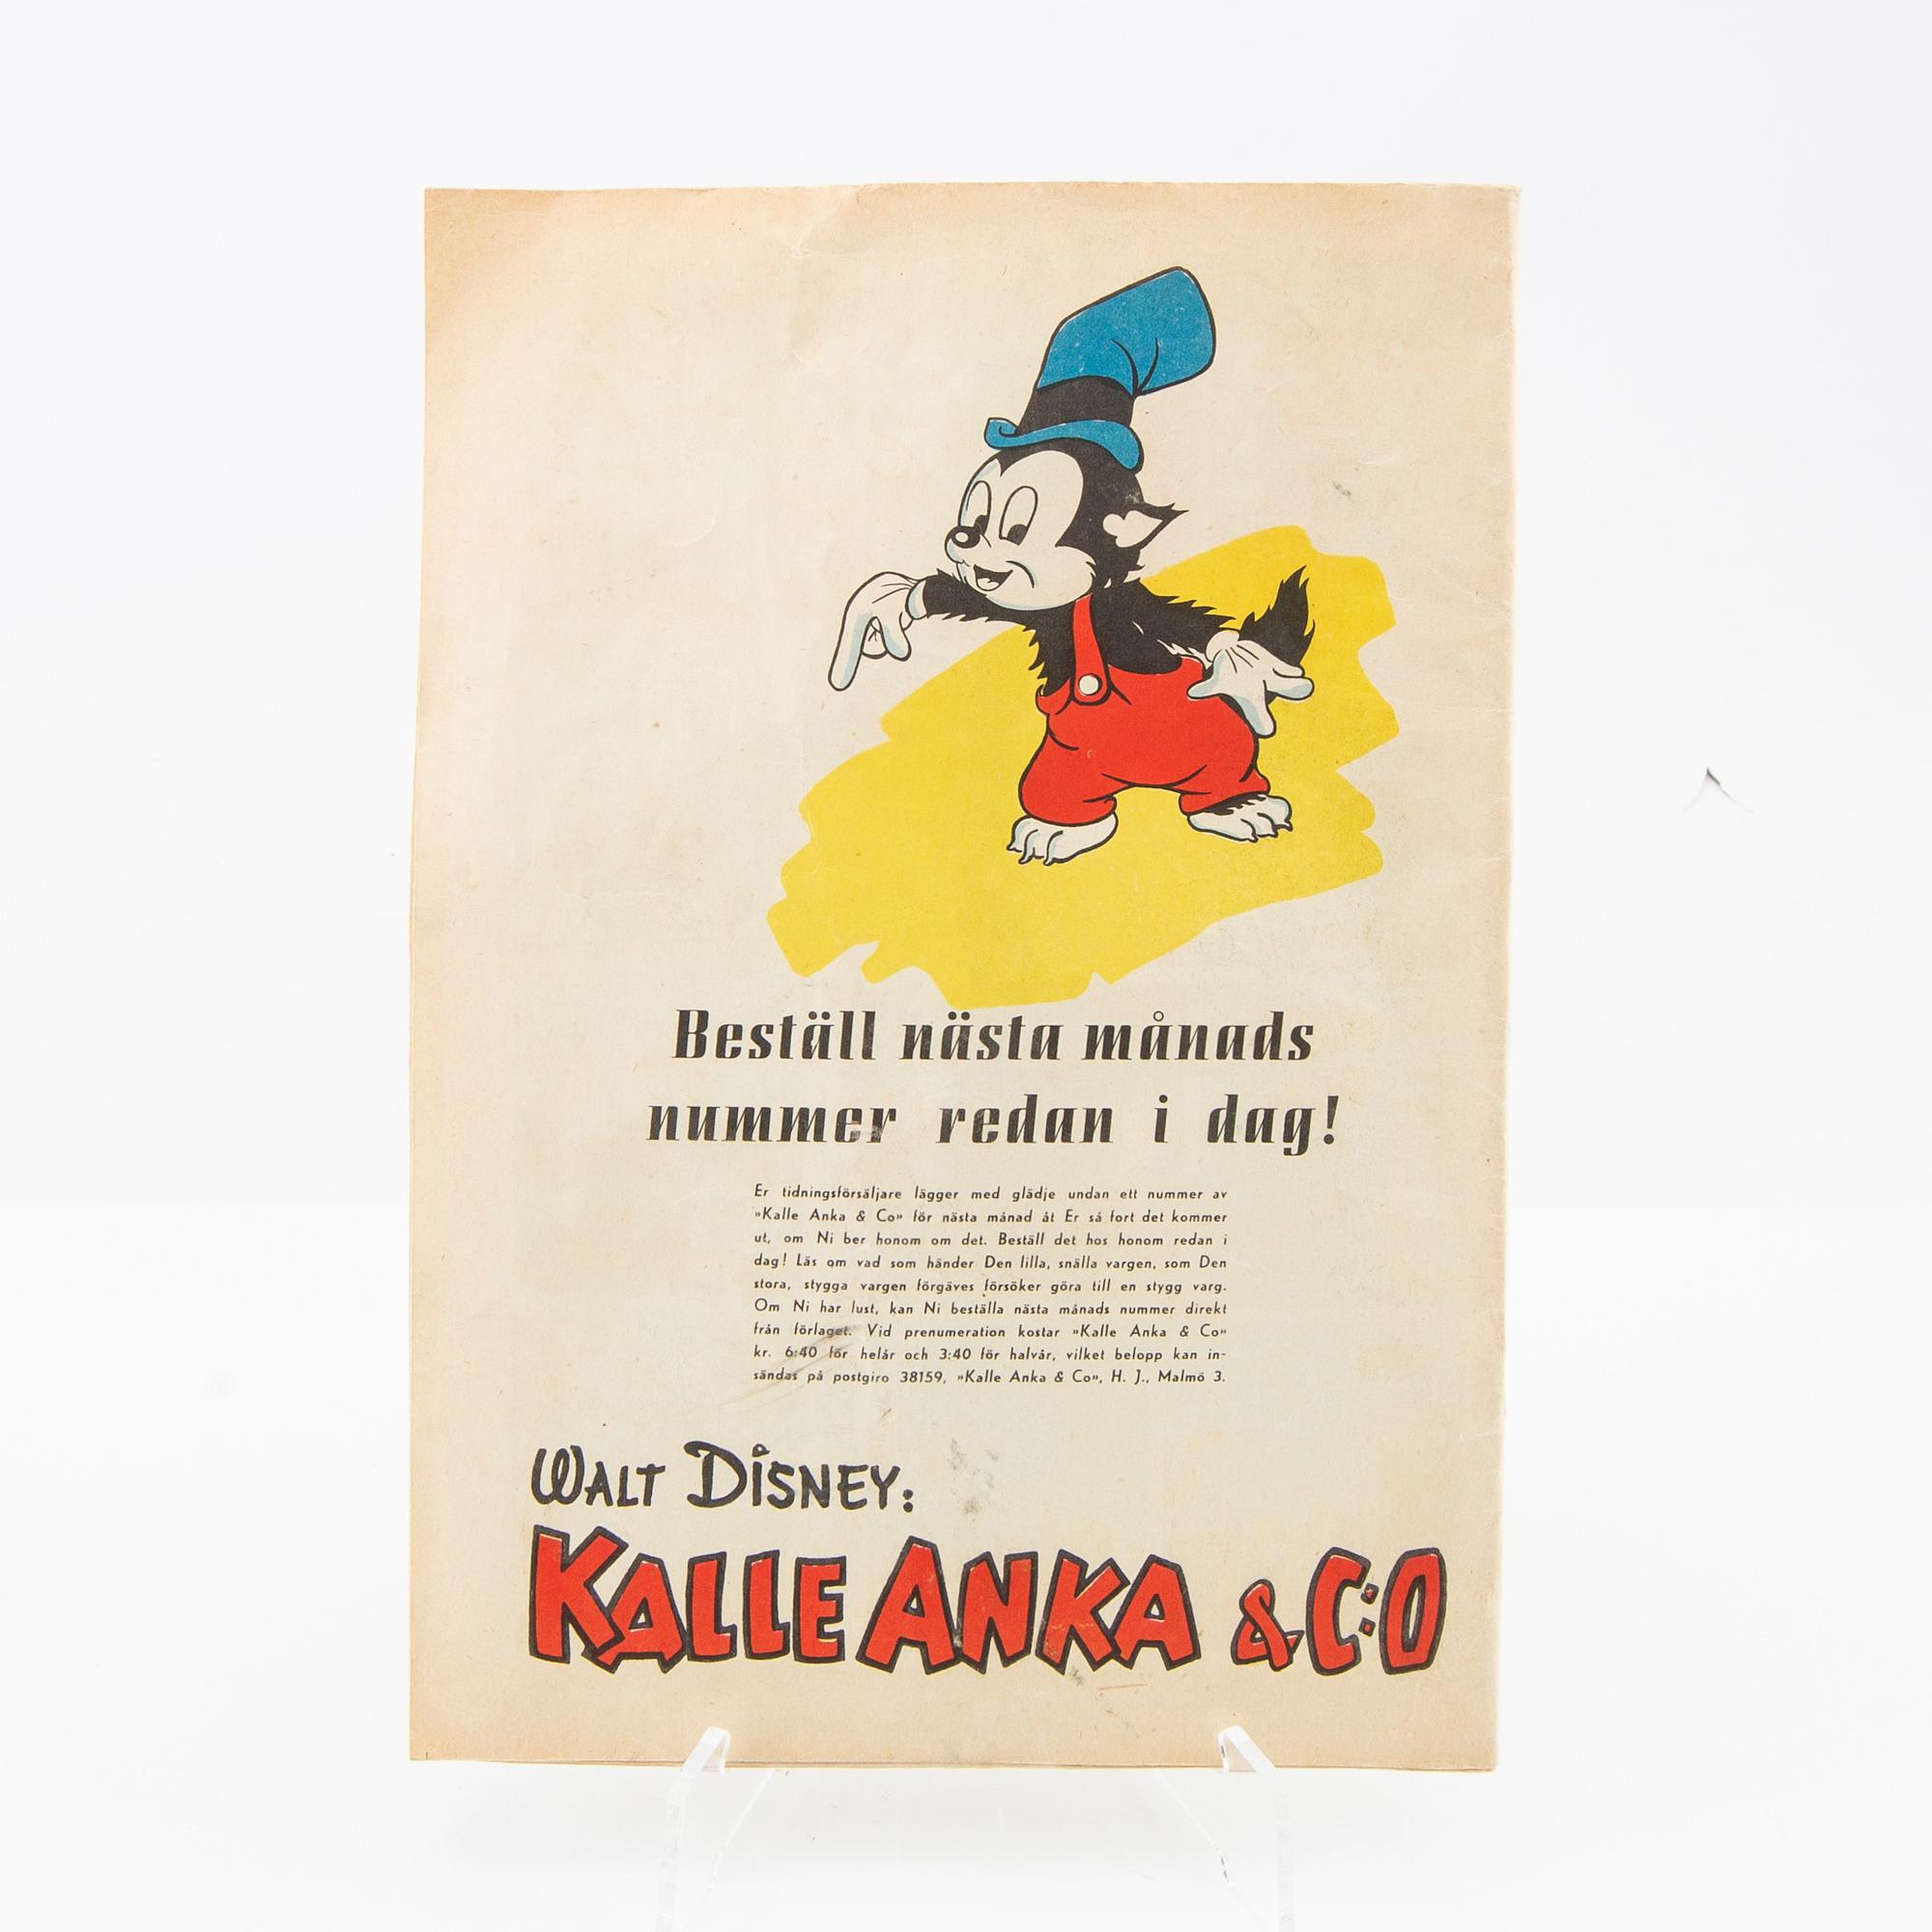 Beställ nästa månads
nummer redan i dag!
Er tidningsförsäljare lägger med glädje undan ett nummer av
»Kalle Anka & Co» för nästa månad åt Er så fort det kommer
ut, om Ni ber honom om det. Beställ det hos honom redan i
dag! Läs om vad som händer Den lilla, snälla vargen, som Den
stora, stygga vargen förgäves försöker göra till en stygg varg.
Om Ni har lust, kan Ni beställa nästa månads nummer direkt
från förlaget. Vid prenumeration kostar »Kalle Anka & Co»
kr. 6:40 för helår och 3:40 för halvår, vilket belopp kan in-
sändas på postgiro 38159, »Kalle Anka & Co», H. J., Malmö 3.
WALT DISNEY:
KALLE ANKA & C:O